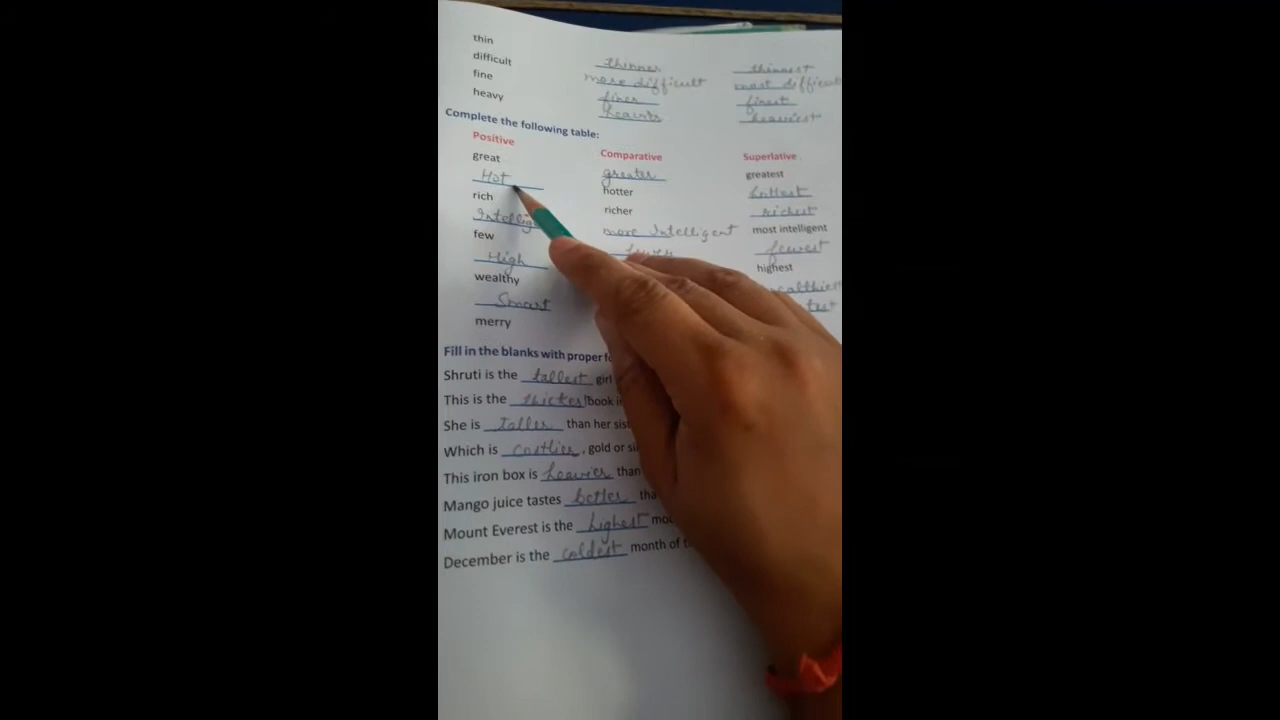 thin thinner thinnest
difficult more difficult most difficult
fine finer finest
heavy heavier heaviest
Complete the following table:
Positive Comparative Superlative
great greater greatest
Hot hotter hottest
rich richer richest
more Intelligent most intelligent
few fewest
High highest
wealthy
Smart
merry
Fill in the blanks with proper
Shruti is the tallest girl
This is the book
She is taller than her
Which is costlier, gold or
This iron box is heavier than
Mango juice tastes better
Mount Everest is the highest
December is the coldest month of